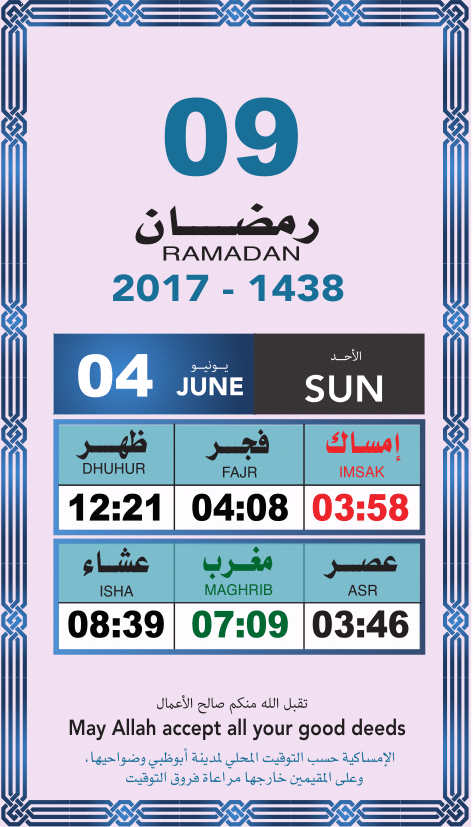 09
رمضان
RAMADAN
2017 - 1438
04 يونيو JUNE
الأحد SUN
ظهر فجر إمساك
DHUHUR FAJR IMSAK
12:21 04:08 03:58
عشاء مغرب عصر
ISHA MAGHRIB ASR
08:39 07:09 03:46
تقبل الله منكم صالح الأعمال
May Allah accept all your good deeds
الإمساكية حسب التوقيت المحلي لمدينة أبوظبي وضواحيها،
وعلى المقيمين خارجها مراعاة فروق التوقيت